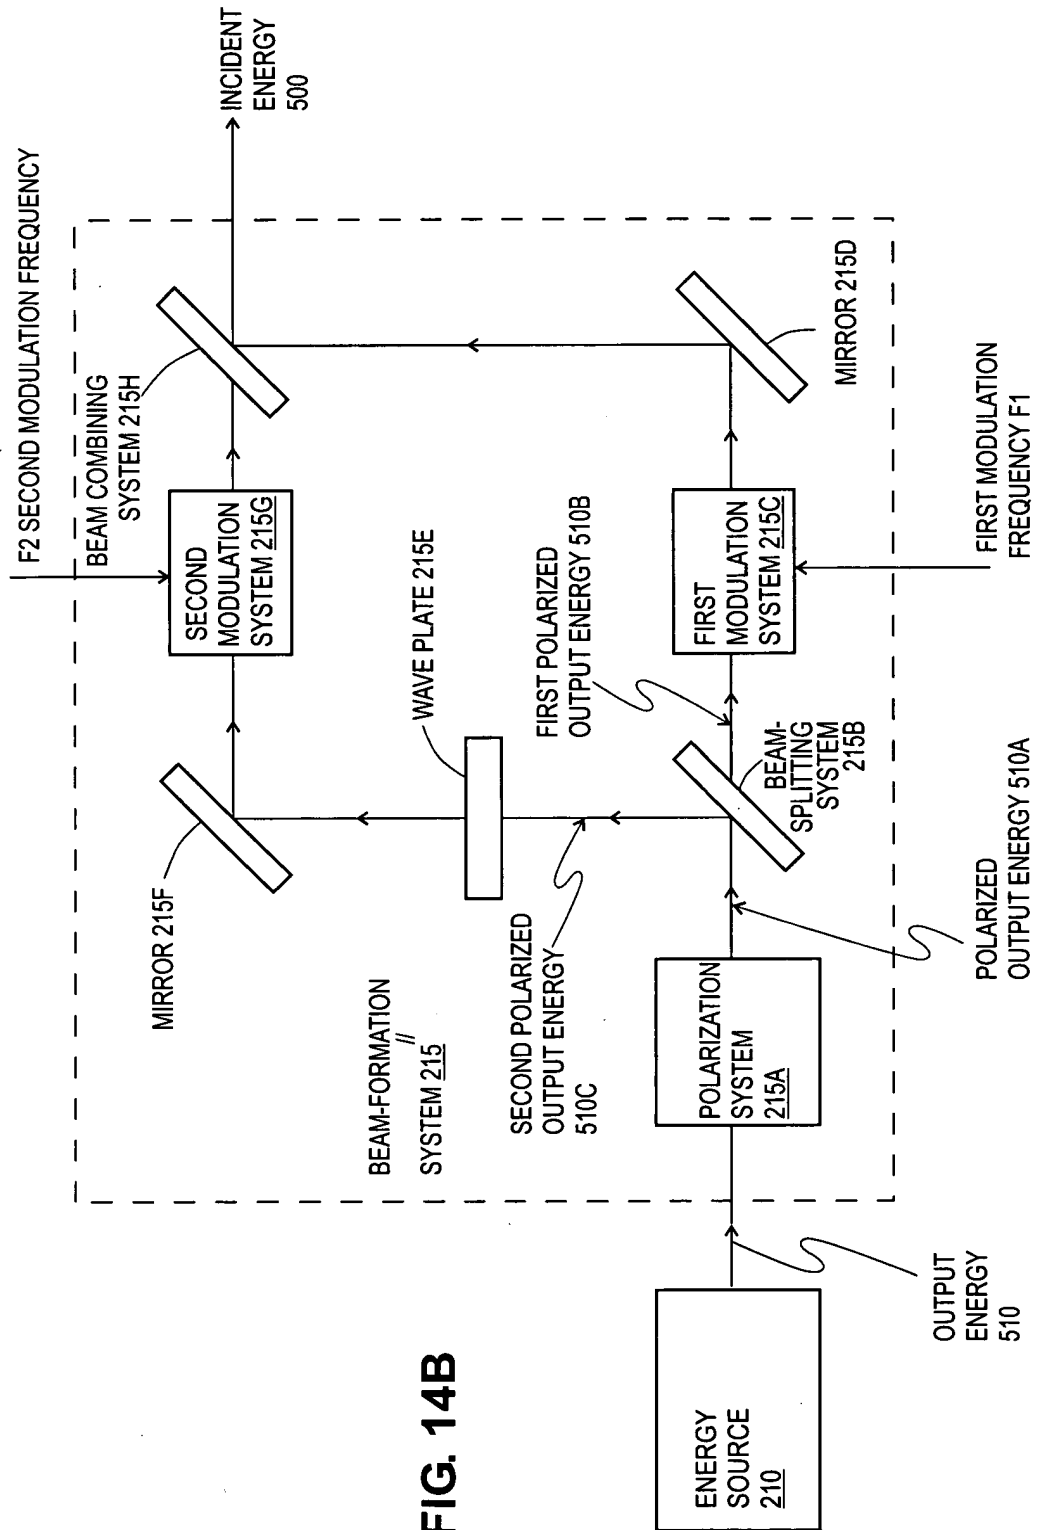 F2 SECOND MODULATION FREQUENCY
BEAM COMBINING
SYSTEM 215H
INCIDENT
ENERGY
500
SECOND
MODULATION
SYSTEM 215G
MIRROR 215F
MIRROR 215D
WAVE PLATE 215E
BEAM-FORMATION
SYSTEM 215
SECOND POLARIZED
OUTPUT ENERGY
510C
FIRST POLARIZED
OUTPUT ENERGY 510B
FIRST
MODULATION
SYSTEM 215C
BEAM-
SPLITTING
SYSTEM
215B
POLARIZATION
SYSTEM
215A
FIRST MODULATION
FREQUENCY F1
POLARIZED
OUTPUT ENERGY 510A
OUTPUT
ENERGY
510
ENERGY
SOURCE
210
FIG. 14B